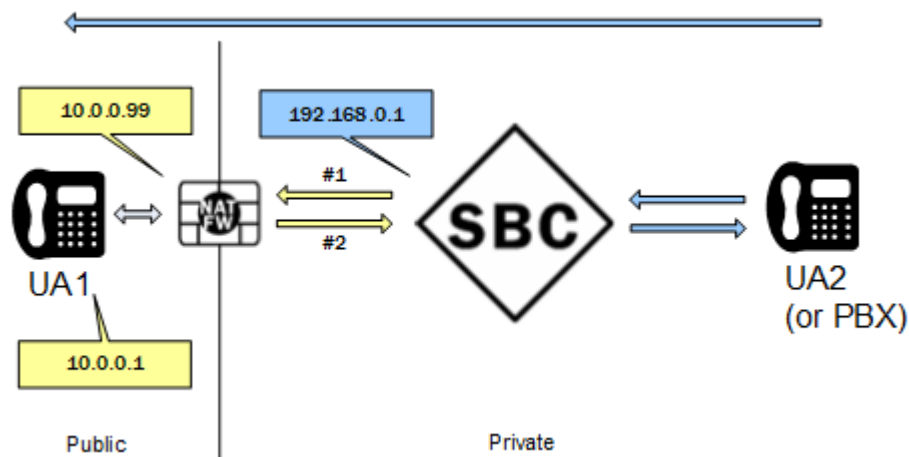 10.0.0.99
192.168.0.1
#1
NAT
FW
#2
SBC
UA1
UA2
(or PBX)
10.0.0.1
Public
Private